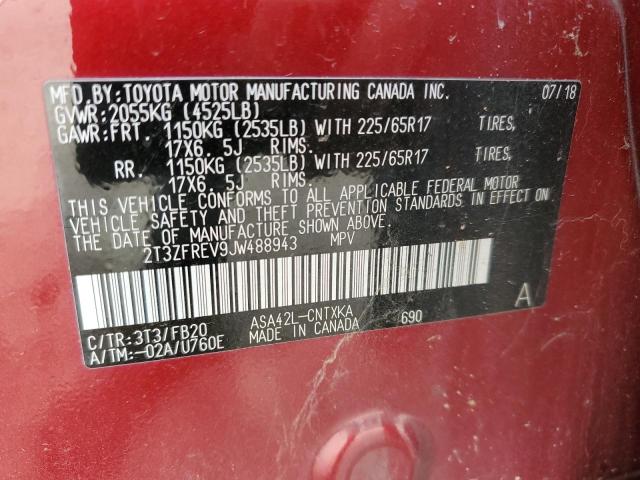 MFD.BY:TOYOTA MOTOR MANUFACTURING CANADA INC. 07/18
GVWR:2055KG (4525LB)
GAWR:FRT. 1150KG (2535LB) WITH 225/65R17 TIRES,
17X6. 5J RIMS.
RR. 1150KG (2535LB) WITH 225/65R17 TIRES,
17X6. 5J RIMS.
THIS VEHICLE CONFORMS TO ALL APPLICABLE FEDERAL MOTOR
VEHICLE, SAFETY AND THEFT PREVENTION STANDARDS IN EFFECT ON
THE DATE OF MANUFACTURE SHOWN ABOVE.
2T3ZFREV9JW488943 MPV
A
C/TR:3T3/FB20 ASA42L-CNTXKA 690
A/TM:-02A/U760E MADE IN CANADA